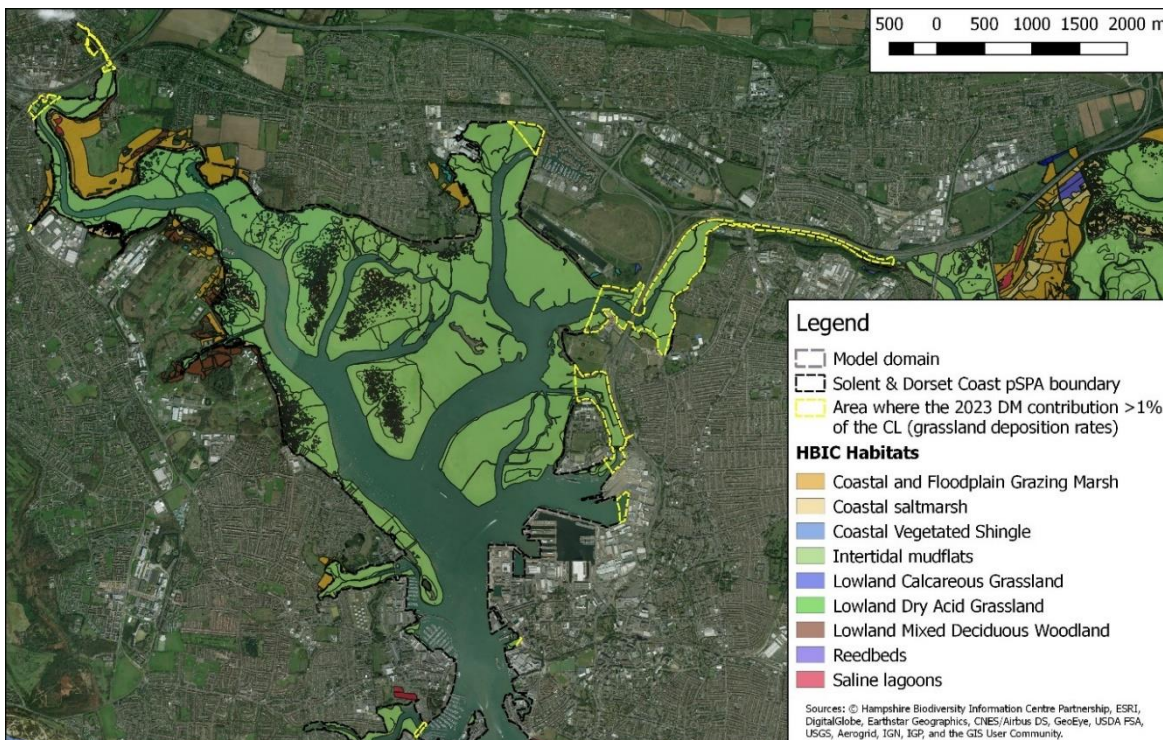 500 0 500 1000 1500 2000 m
Legend
Model domain
Solent & Dorset Coast pSPA boundary
Area where the 2023 DM contribution >1%
of the CL (grassland deposition rates)
HBIC Habitats
Coastal and Floodplain Grazing Marsh
Coastal saltmarsh
Coastal Vegetated Shingle
Intertidal mudflats
Lowland Calcareous Grassland
Lowland Dry Acid Grassland
Lowland Mixed Deciduous Woodland
Reedbeds
Saline lagoons
Sources: © Hampshire Biodiversity Information Centre Partnership, ESRI,
DigitalGlobe, Earthstar Geographics, CNES/Airbus DS, GeoEye, USDA FSA,
USGS, Aerogrid, IGN, IGP, and the GIS User Community.